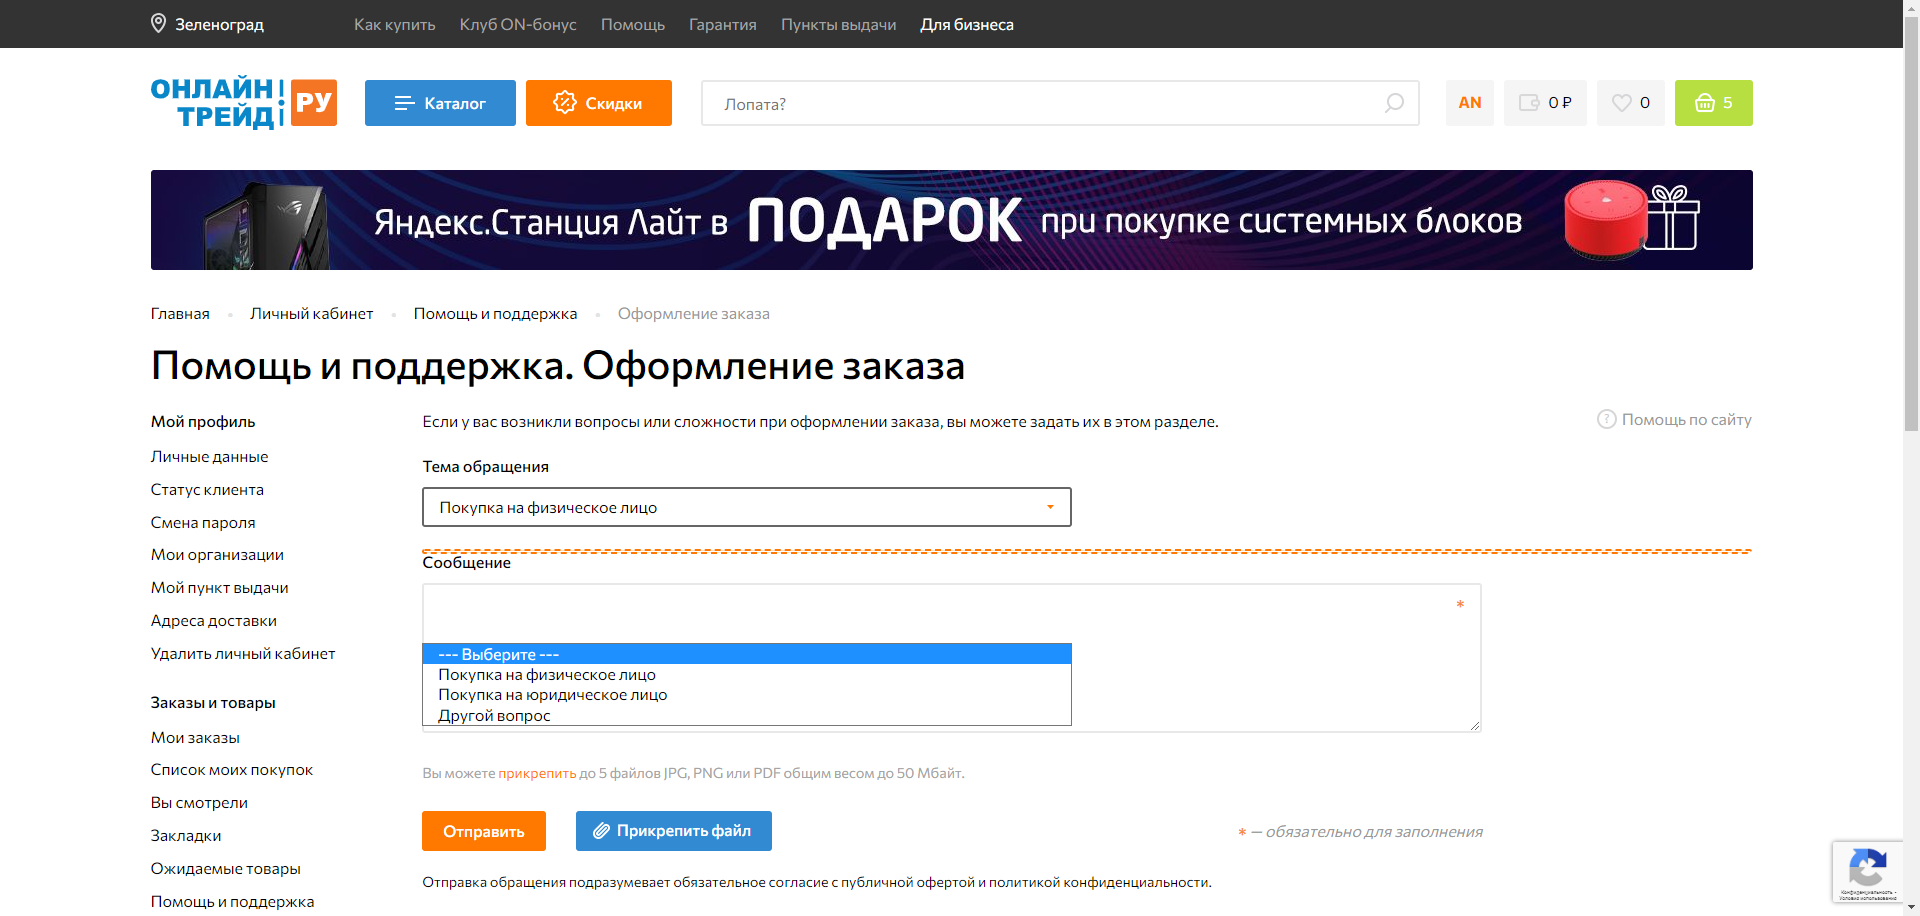 Зеленоград
Как купить
Клуб ON-бонус
Помощь
Гарантия
Пункты выдачи
Для бизнеса
ОНЛАЙН
ТРЕЙД
РУ
Каталог
Скидки
Лопата?
AN
0 ₽
0
5
Яндекс.Станция Лайт в ПОДАРОК при покупке системных блоков
Главная
Личный кабинет
Помощь и поддержка
Оформление заказа
Помощь и поддержка. Оформление заказа
Мой профиль
Личные данные
Статус клиента
Смена пароля
Мои организации
Мой пункт выдачи
Адреса доставки
Удалить личный кабинет
Заказы и товары
Мои заказы
Список моих покупок
Вы смотрели
Закладки
Ожидаемые товары
Помощь и поддержка
Если у вас возникли вопросы или сложности при оформлении заказа, вы можете задать их в этом разделе.
? Помощь по сайту
Тема обращения
Покупка на физическое лицо
Сообщение
*
--- Выберите ---
Покупка на физическое лицо
Покупка на юридическое лицо
Другой вопрос
Вы можете прикрепить до 5 файлов JPG, PNG или PDF общим весом до 50 Мбайт.
Отправить
Прикрепить файл
* — обязательно для заполнения
Отправка обращения подразумевает обязательное согласие с публичной офертой и политикой конфиденциальности.
Конфиденциальность -
Условия использования